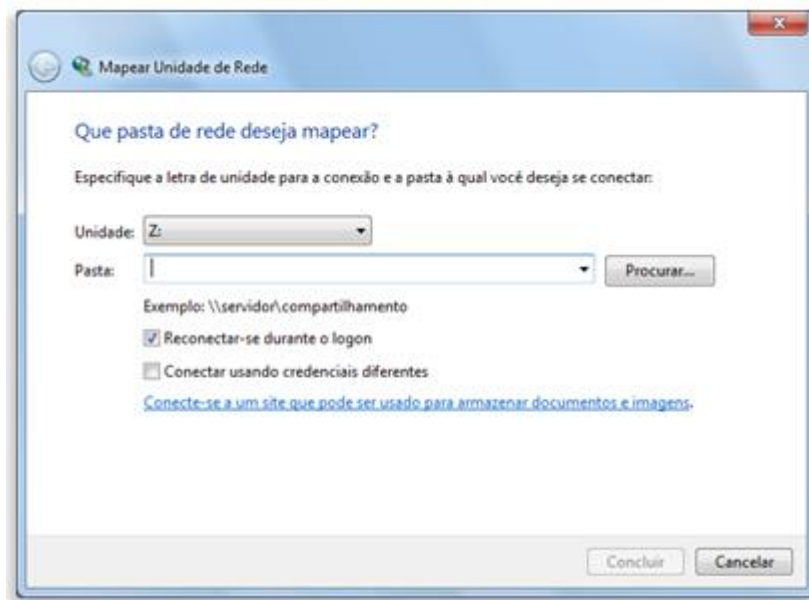 Mapear Unidade de Rede
Que pasta de rede deseja mapear?
Especifique a letra de unidade para a conexão e a pasta à qual você deseja se conectar:
Unidade: Z:
Pasta: Procurar...
Exemplo: \\servidor\compartilhamento
Reconectar-se durante o logon
Conectar usando credenciais diferentes
Conecte-se a um site que pode ser usado para armazenar documentos e imagens.
Concluir Cancelar